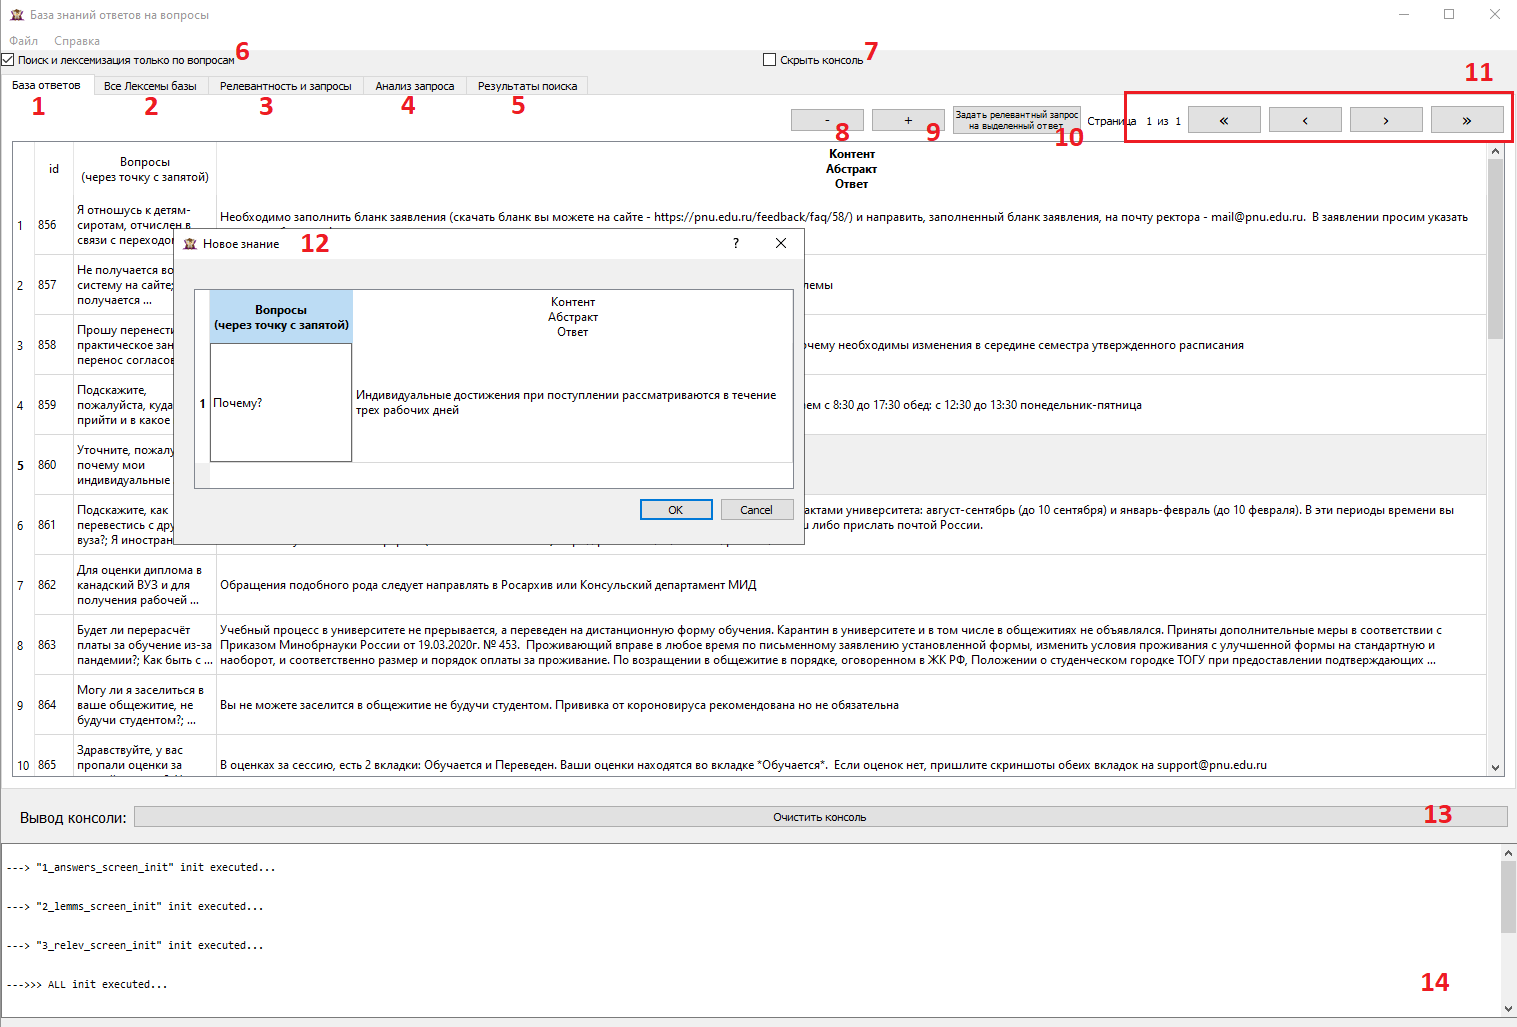 База знаний ответов на вопросы
Файл Справка
Поиск и лексемизация только по вопросам 6
Скрыть консоль 7
База ответов Все Лексемы базы Релевантность и запросы Анализ запроса Результаты поиска
1 2 3 4 5
11
- + Задать релевантный запрос
на выделенный ответ
Страница 1 из 1 « ‹ › »
8 9 10
id
Вопросы
(через точку с запятой)
Контент
Абстракт
Ответ
1 856
Я отношусь к детям-
сиротам, отчислен в
связи с переходом
Необходимо заполнить бланк заявления (скачать бланк вы можете на сайте - https://pnu.edu.ru/feedback/faq/58/) и направить, заполненный бланк заявления, на почту ректора - mail@pnu.edu.ru. В заявлении просим указать
2 857
Не получается во
систему на сайте;
получается ...
лемы
3 858
Прошу перенести
практическое зан
перенос согласов
очему необходимы изменения в середине семестра утвержденного расписания
4 859
Подскажите,
пожалуйста, куда
прийти и в какое
ем с 8:30 до 17:30 обед: с 12:30 до 13:30 понедельник-пятница
5 860
Уточните, пожалу
почему мои
индивидуальные
6 861
Подскажите, как
перевестись с дру
вуза?; Я иностран
актами университета: август-сентябрь (до 10 сентября) и январь-февраль (до 10 февраля). В эти периоды времени вы
либо прислать почтой России.
7 862
Для оценки диплома в
канадский ВУЗ и для
получения рабочей ...
Обращения подобного рода следует направлять в Росархив или Консульский департамент МИД
8 863
Будет ли перерасчёт
платы за обучение из-за
пандемии?; Как быть с ...
Учебный процесс в университете не прерывается, а переведен на дистанционную форму обучения. Карантин в университете и в том числе в общежитиях не объявлялся. Приняты дополнительные меры в соответствии с
Приказом Минобрнауки России от 19.03.2020г. № 453. Проживающий вправе в любое время по письменному заявлению установленной формы, изменить условия проживания с улучшенной формы на стандартную и
наоборот, и соответственно размер и порядок оплаты за проживание. По возращении в общежитие в порядке, оговоренном в ЖК РФ, Положении о студенческом городке ТОГУ при предоставлении подтверждающих ...
9 864
Могу ли я заселиться в
ваше общежитие, не
будучи студентом?; ...
Вы не можете заселится в общежитие не будучи студентом. Прививка от короновируса рекомендована но не обязательна
10 865
Здравствуйте, у вас
пропали оценки за
В оценках за сессию, есть 2 вкладки: Обучается и Переведен. Ваши оценки находятся во вкладке *Обучается*. Если оценок нет, пришлите скриншоты обеих вкладок на support@pnu.edu.ru
Новое знание 12 ?
Вопросы
(через точку с запятой)
Контент
Абстракт
Ответ
1 Почему?
Индивидуальные достижения при поступлении рассматриваются в течение
трех рабочих дней
OK Cancel
Вывод консоли: Очистить консоль 13
---> "1_answers_screen_init" init executed...
---> "2_lemms_screen_init" init executed...
---> "3_relev_screen_init" init executed...
--->>> ALL init executed...
14